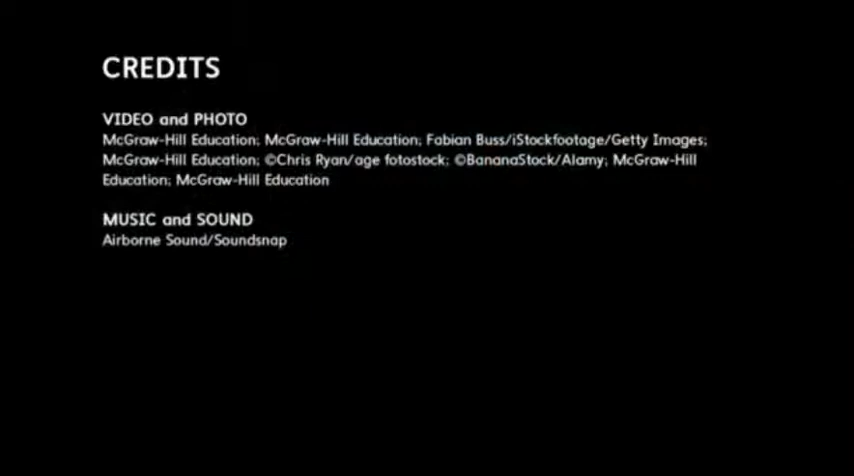 CREDITS
VIDEO and PHOTO
McGraw-Hill Education; McGraw-Hill Education; Fabian Buss/iStockfootage/Getty Images;
McGraw-Hill Education; ©Chris Ryan/age fotostock; ©BananaStock/Alamy; McGraw-Hill
Education; McGraw-Hill Education
MUSIC and SOUND
Airborne Sound/Soundsnap